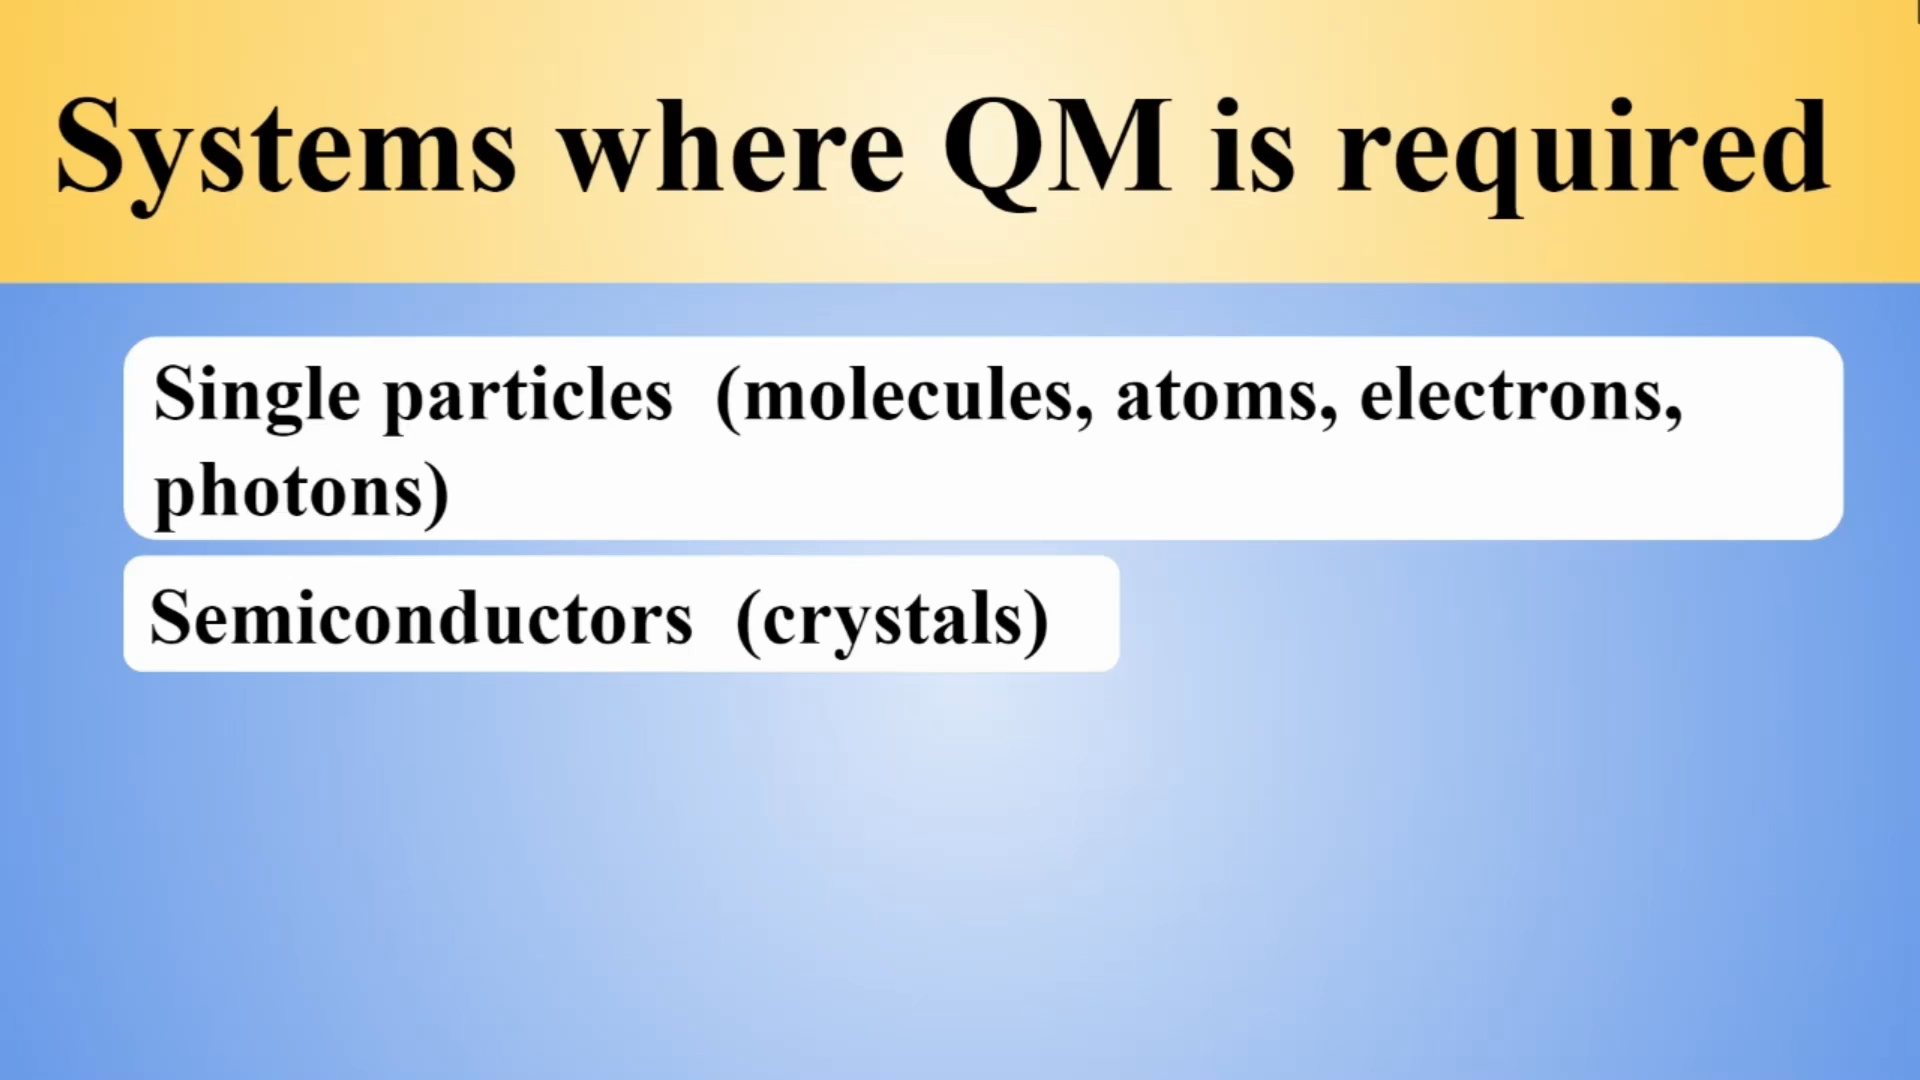 Systems where QM is required
Single particles (molecules, atoms, electrons,
photons)
Semiconductors (crystals)